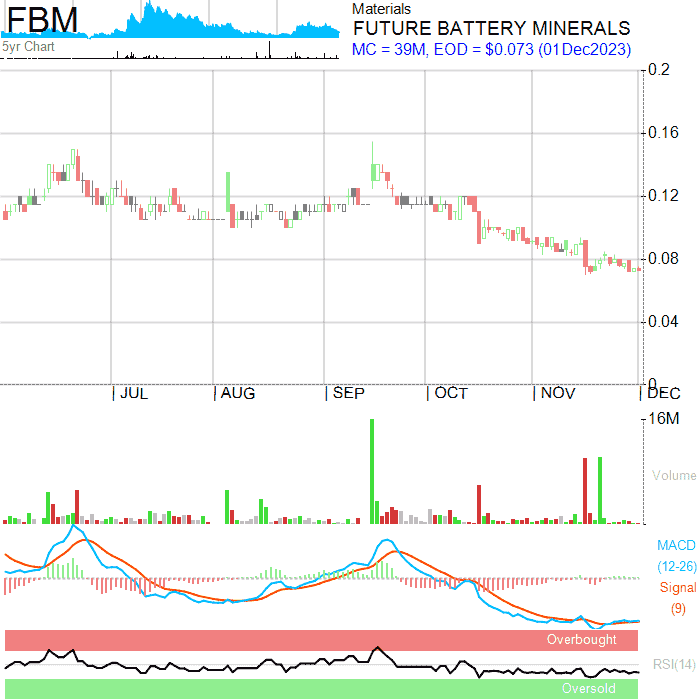 FBM
5yr Chart
Materials
FUTURE BATTERY MINERALS
MC = 39M, EOD = $0.073 (01Dec2023)
0.2
0.16
0.12
0.08
0.04
0
JUL AUG SEP OCT NOV DEC
16M
Volume
MACD
(12-26)
Signal
(9)
Overbought
RSI(14)
Oversold